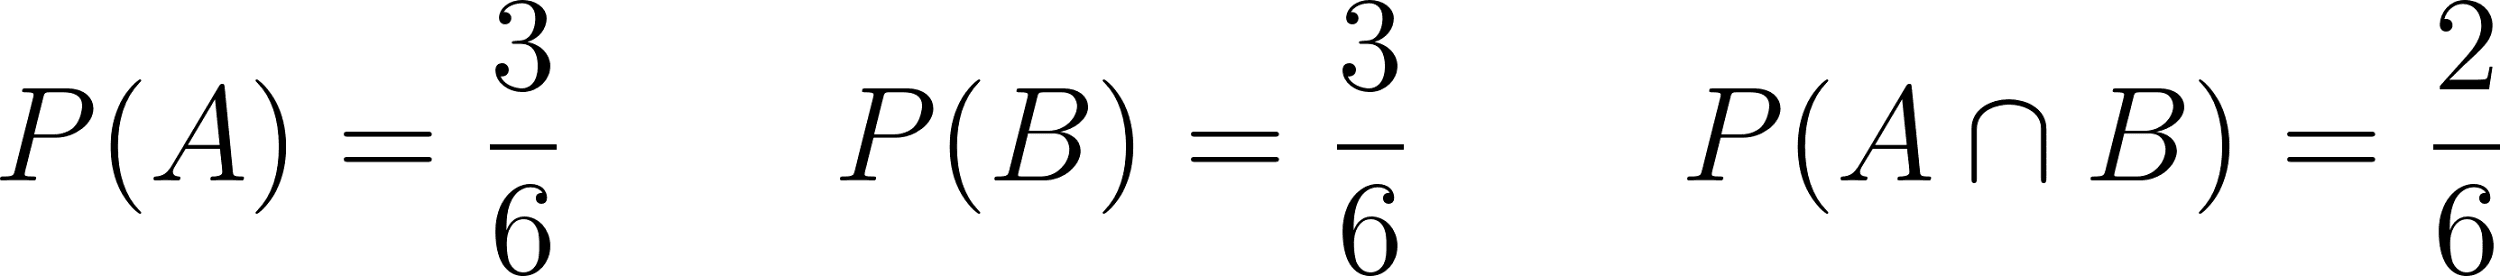 P(A) = 3/6 P(B) = 3/6 P(A ∩ B) = 2/6